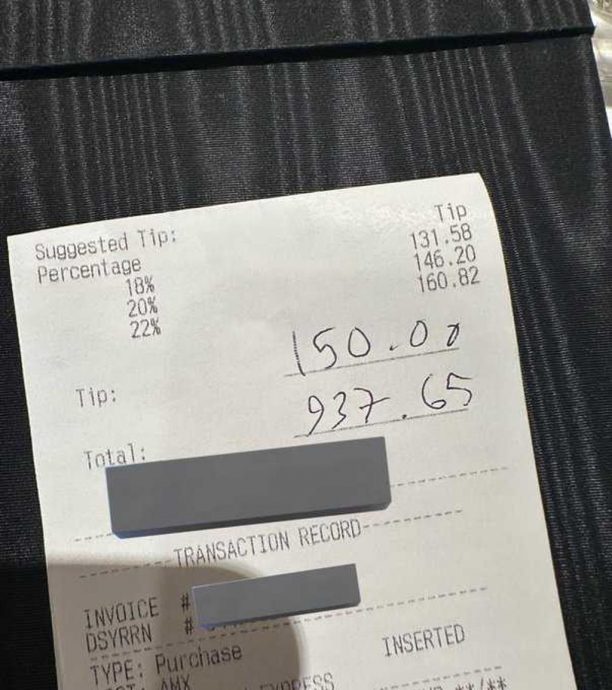 Suggested Tip: Tip
Percentage 131.58
18% 146.20
20% 160.82
22%
150.00
Tip:
937.65
Total:
TRANSACTION RECORD
INVOICE #
DSYRRN #
TYPE: Purchase INSERTED
AMX